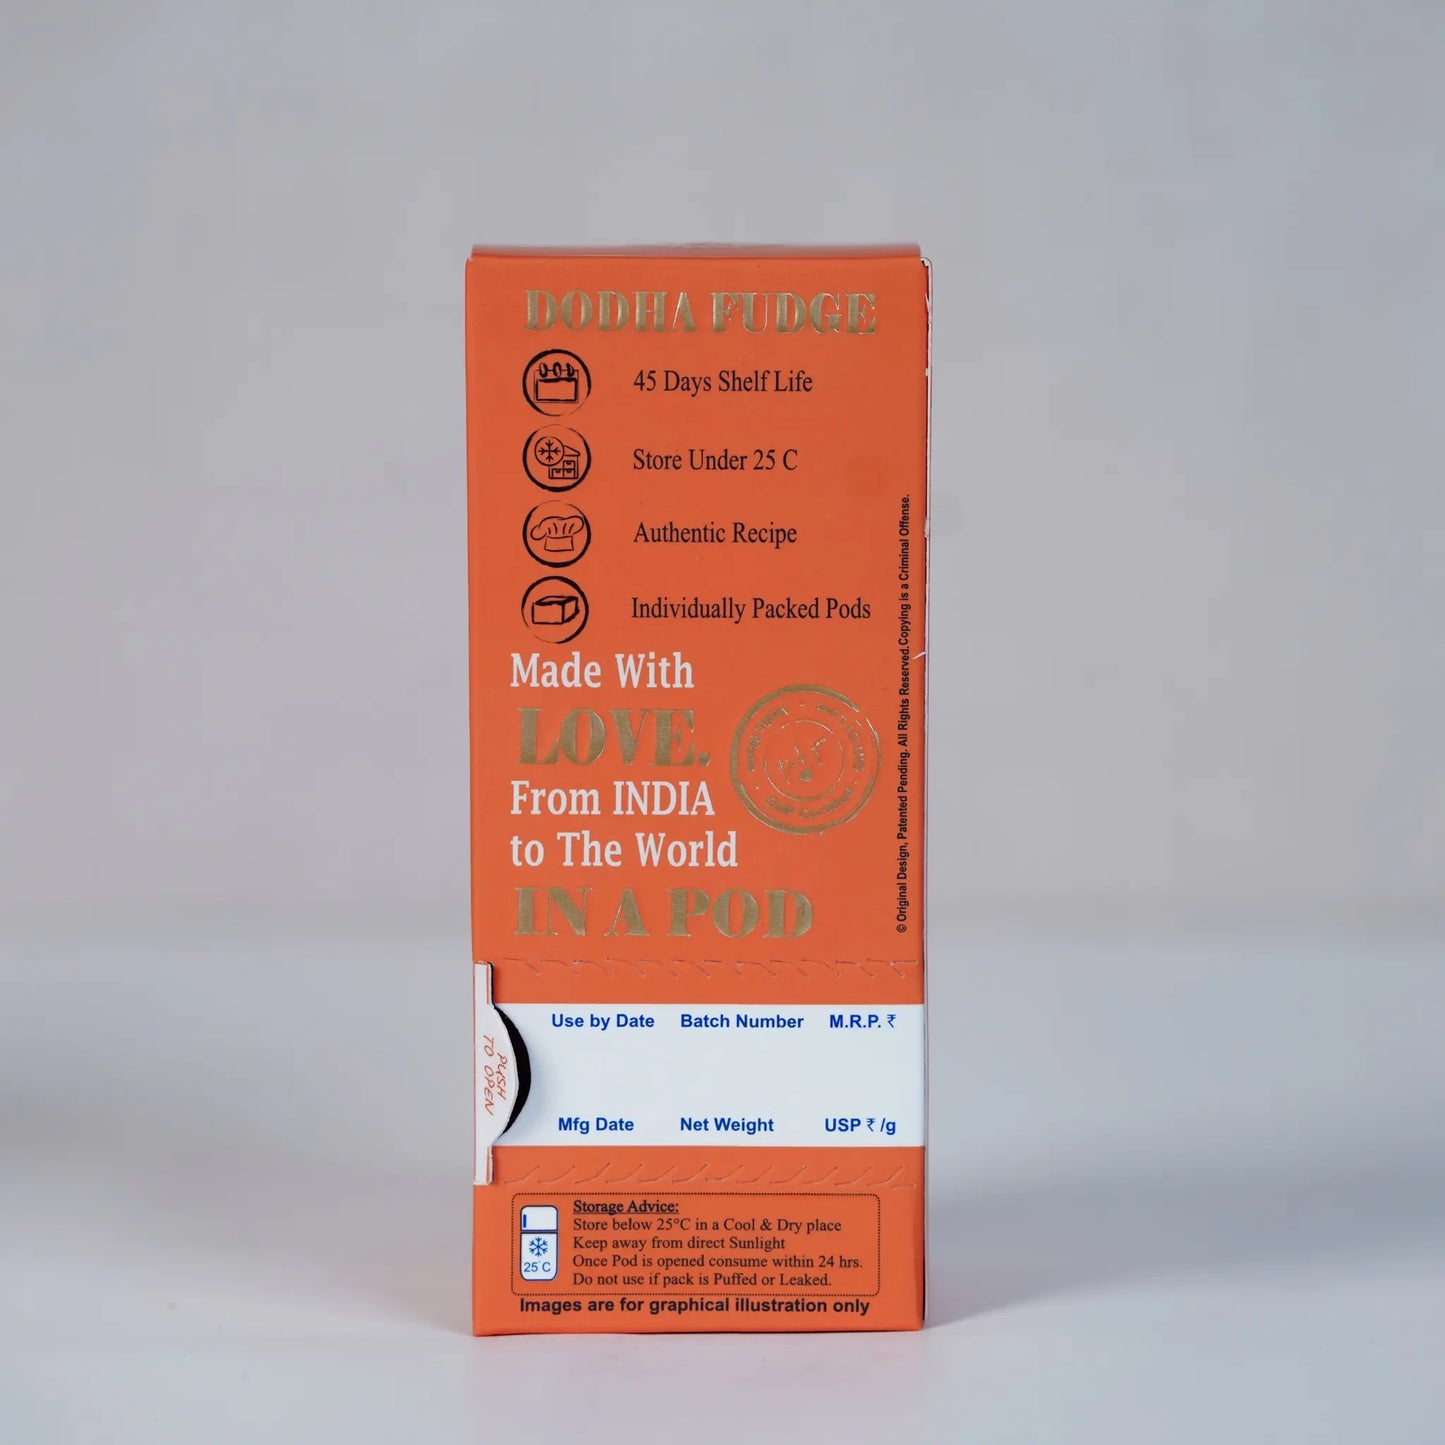 DODHA FUDGE
45 Days Shelf Life
Store Under 25 C
Authentic Recipe
Individually Packed Pods
Made With
LOVE.
From INDIA
to The World
IN A POD
© Original Design, Patented Pending. All Rights Reserved.Copying is a Criminal Offense.
PUSH
TO OPEN
Use by Date Batch Number M.R.P. ₹
Mfg Date Net Weight USP ₹ /g
Storage Advice:
Store below 25°C in a Cool & Dry place
Keep away from direct Sunlight
Once Pod is opened consume within 24 hrs.
Do not use if pack is Puffed or Leaked.
25°C
Images are for graphical illustration only